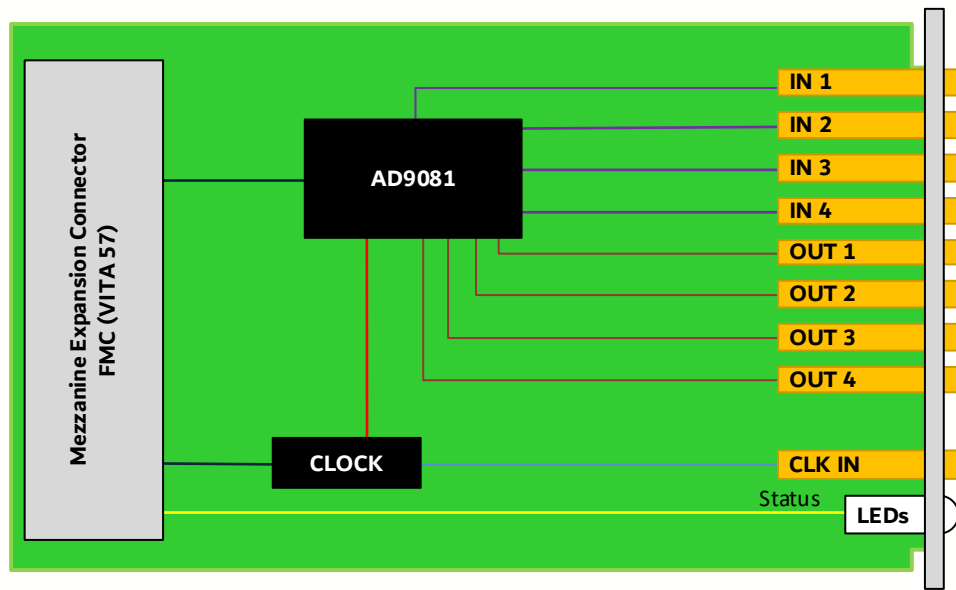 Mezzanine Expansion Connector
FMC (VITA 57)
AD9081
IN 1
IN 2
IN 3
IN 4
OUT 1
OUT 2
OUT 3
OUT 4
CLOCK
CLK IN
Status
LEDs